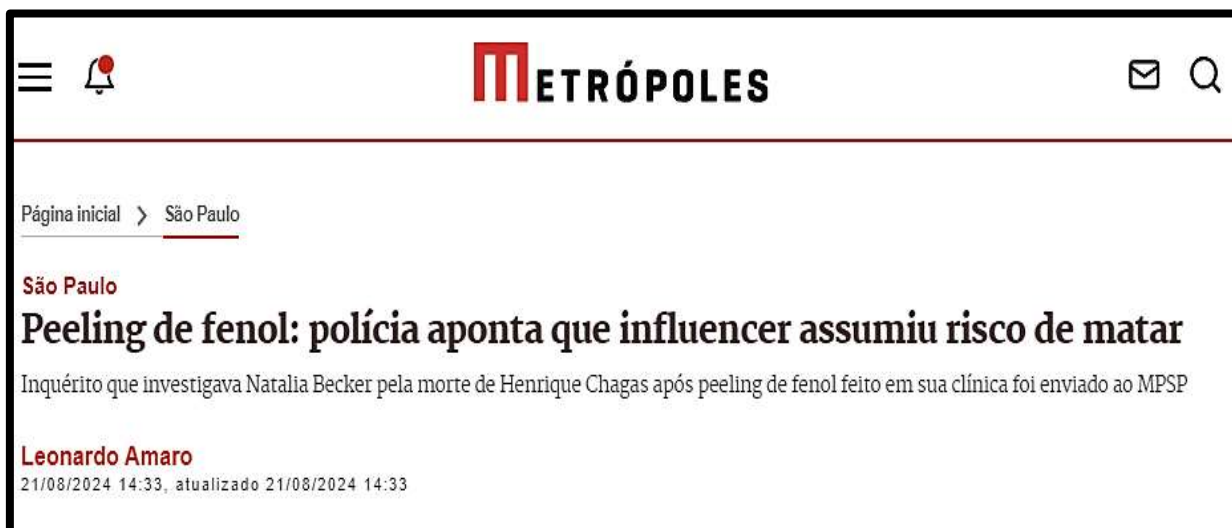 METRÓPOLES
Página inicial > São Paulo
São Paulo
Peeling de fenol: polícia aponta que influencer assumiu risco de matar
Inquérito que investigava Natalia Becker pela morte de Henrique Chagas após peeling de fenol feito em sua clínica foi enviado ao MPSP
Leonardo Amaro
21/08/2024 14:33, atualizado 21/08/2024 14:33